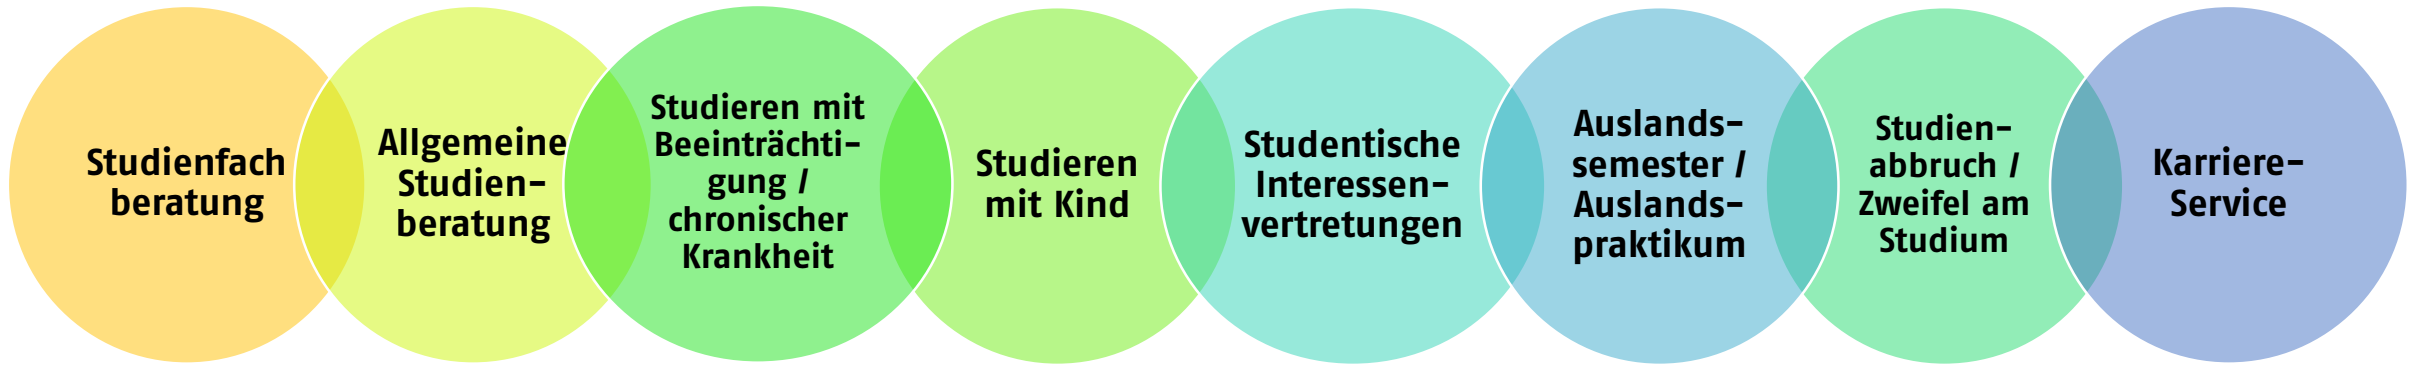 Studienfach
beratung
Allgemeine
Studien-
beratung
Studieren mit
Beeinträchti-
gung /
chronischer
Krankheit
Studieren
mit Kind
Studentische
Interessen-
vertretungen
Auslands-
semester /
Auslands-
praktikum
Studien-
abbruch /
Zweifel am
Studium
Karriere-
Service